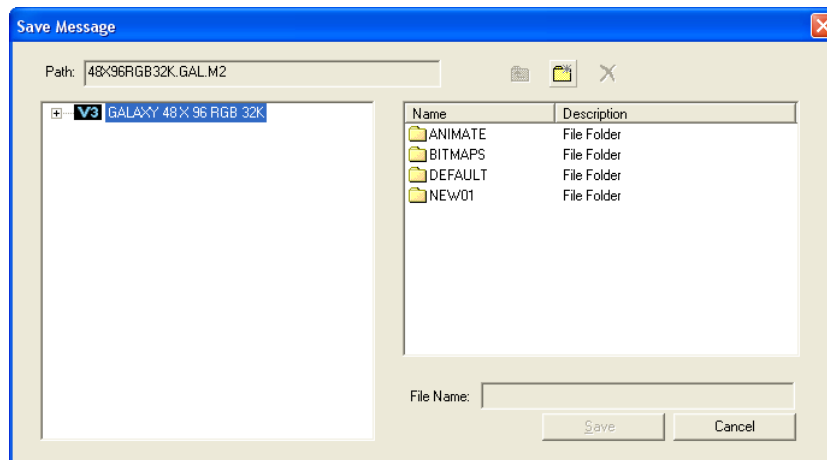 Save Message
Path: 48X96RGB32K.GAL.M2
V3 GALAXY 48 X 96 RGB 32K
Name Description
ANIMATE File Folder
BITMAPS File Folder
DEFAULT File Folder
NEW01 File Folder
File Name:
Save Cancel